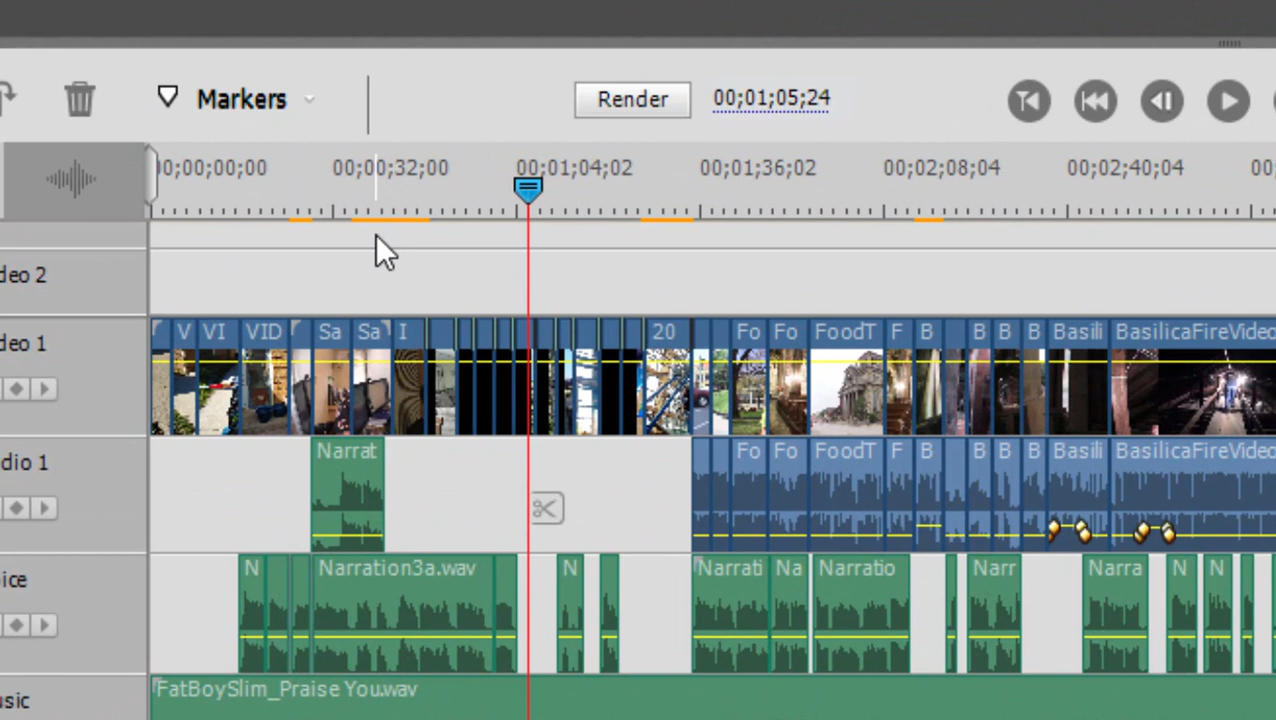 Markers Render 00;01;05;24
00;00;00;00 00;00;32;00 00;01;04;02 00;01;36;02 00;02;08;04 00;02;40;04 00;
deo 2
deo 1
V VI VID Sa Sa I 20 Fo Fo FoodT F B B B B Basili BasilicaFireVideo
dio 1
Narrat Fo Fo FoodT F B B B B Basili BasilicaFireVideo
ice
N Narration3a.wav N Narrati Na Narratio Narr Narra N N
usic
FatBoySlim_Praise You.wav